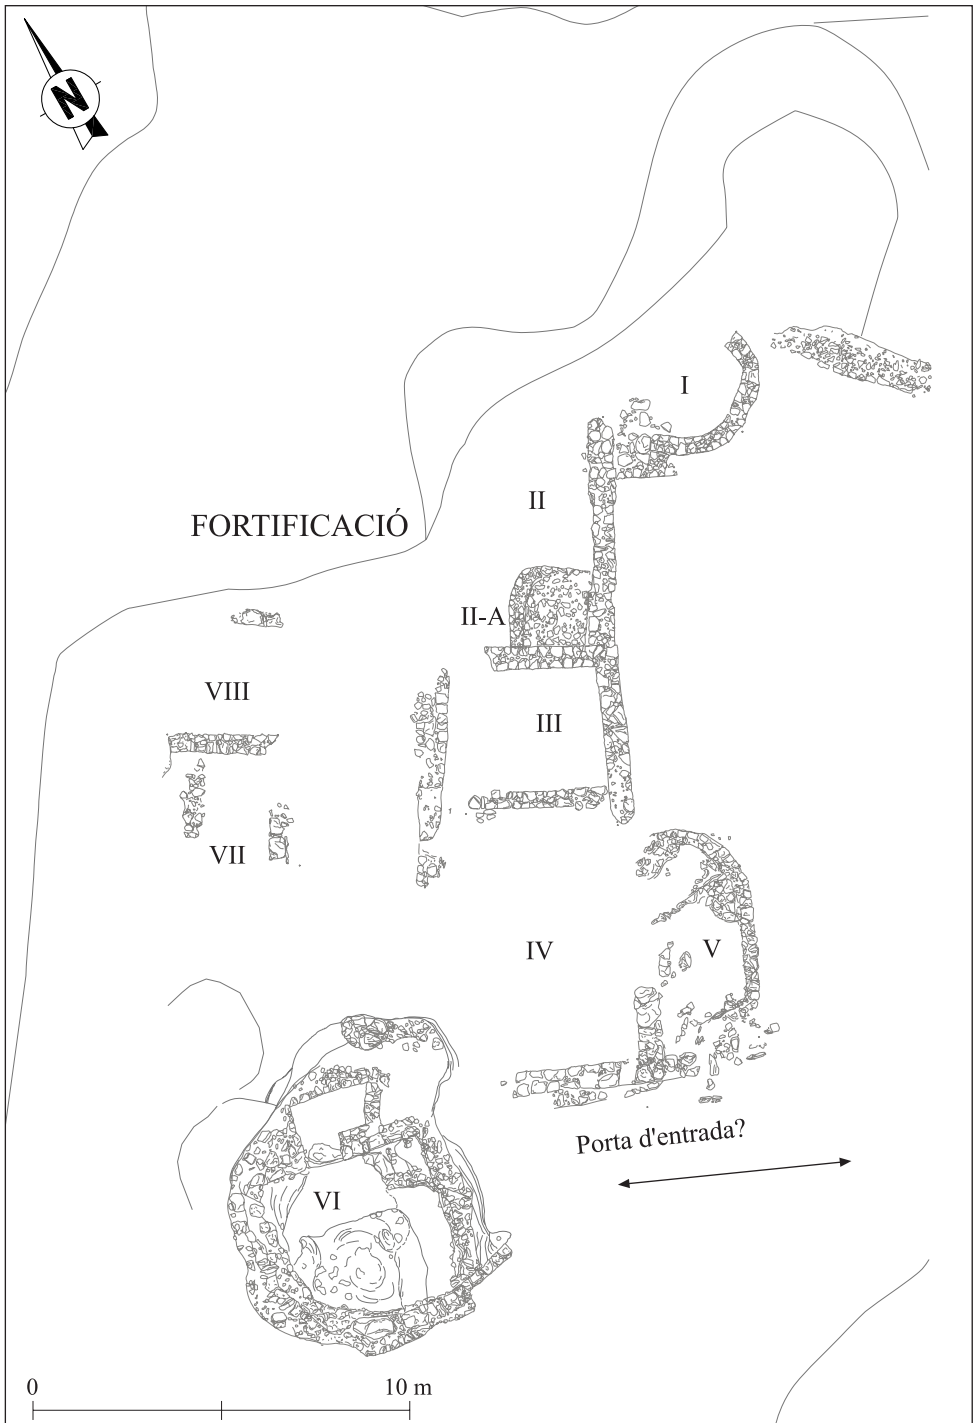 N
I
II
FORTIFICACIÓ
II-A
VIII
III
VII
IV
V
Porta d'entrada?
VI
0
10 m